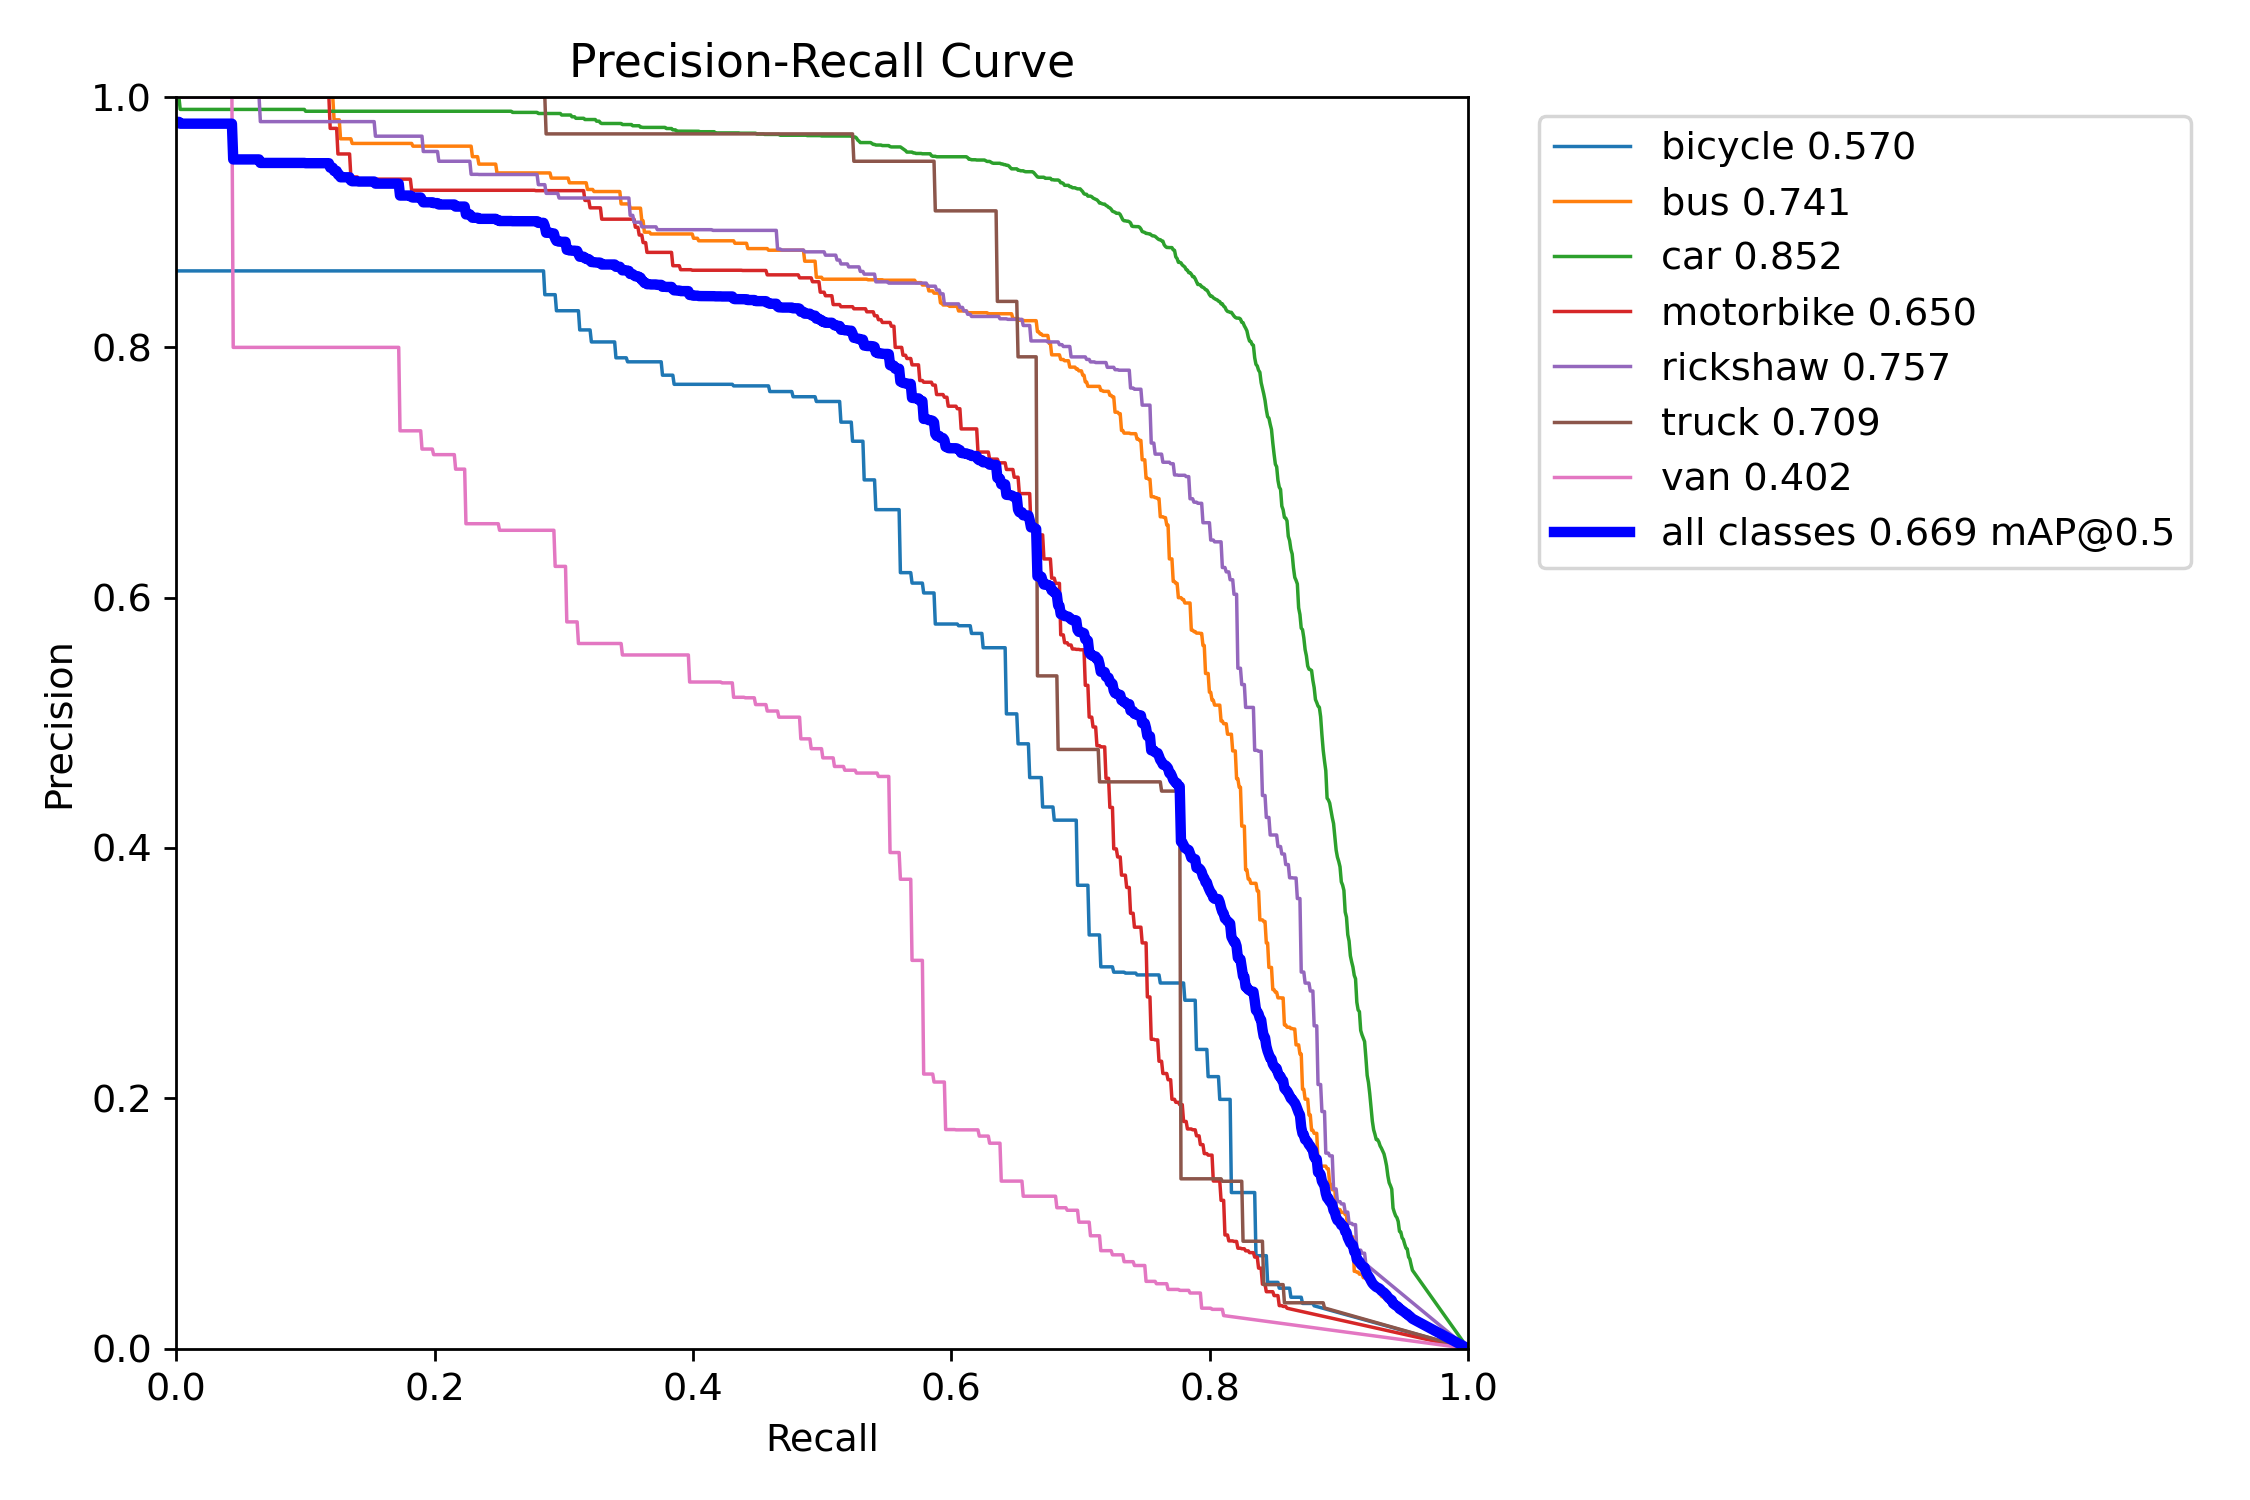 Precision-Recall Curve
1.0
0.8
0.6
0.4
0.2
0.0
Precision
0.0 0.2 0.4 0.6 0.8 1.0
Recall
bicycle 0.570
bus 0.741
car 0.852
motorbike 0.650
rickshaw 0.757
truck 0.709
van 0.402
all classes 0.669 mAP@0.5